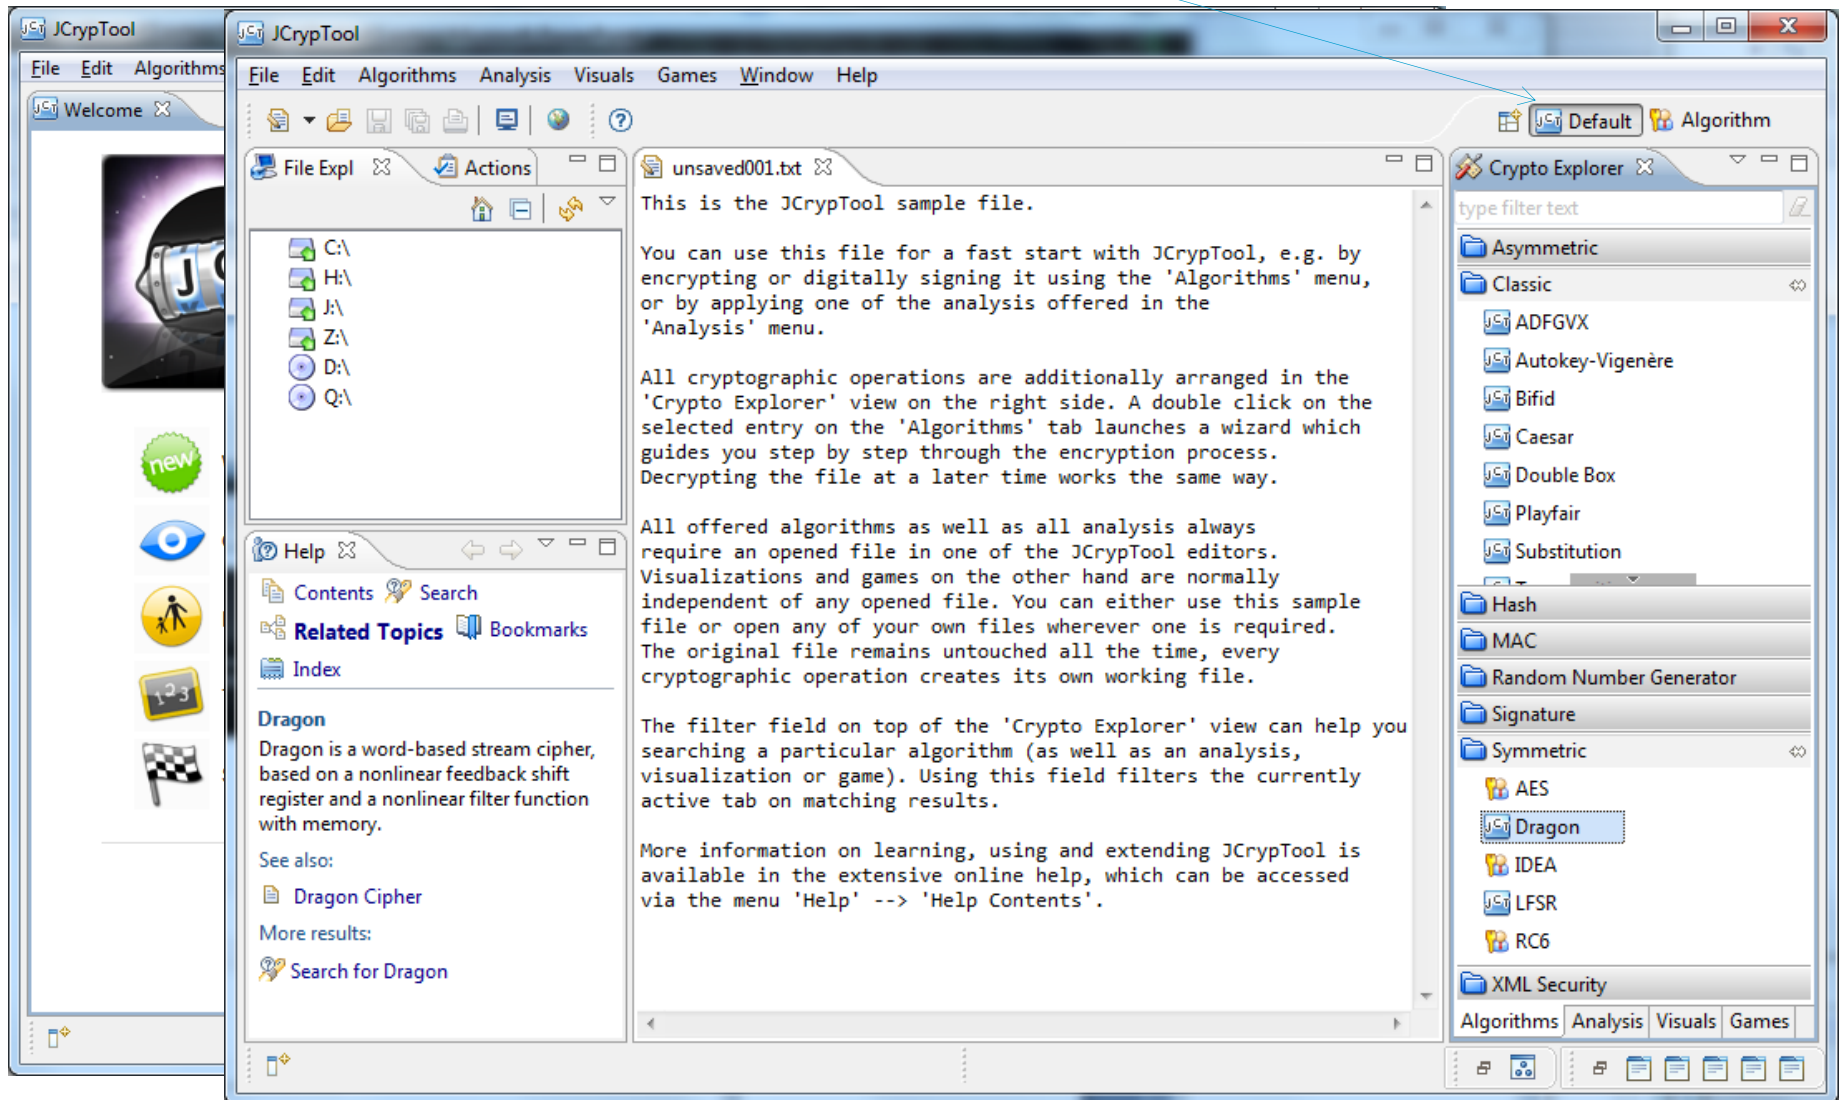 JCrypTool
File Edit Algorithms
Welcome
J
new
1 2 3
JCrypTool
File Edit Algorithms Analysis Visuals Games Window Help
Default Algorithm
File Expl Actions
C:\
H:\
J:\
Z:\
D:\
Q:\
Help
Contents Search
Related Topics Bookmarks
Index
Dragon
Dragon is a word-based stream cipher,
based on a nonlinear feedback shift
register and a nonlinear filter function
with memory.
See also:
Dragon Cipher
More results:
Search for Dragon
unsaved001.txt
This is the JCrypTool sample file.
You can use this file for a fast start with JCrypTool, e.g. by
encrypting or digitally signing it using the 'Algorithms' menu,
or by applying one of the analysis offered in the
'Analysis' menu.
All cryptographic operations are additionally arranged in the
'Crypto Explorer' view on the right side. A double click on the
selected entry on the 'Algorithms' tab launches a wizard which
guides you step by step through the encryption process.
Decrypting the file at a later time works the same way.
All offered algorithms as well as all analysis always
require an opened file in one of the JCrypTool editors.
Visualizations and games on the other hand are normally
independent of any opened file. You can either use this sample
file or open any of your own files wherever one is required.
The original file remains untouched all the time, every
cryptographic operation creates its own working file.
The filter field on top of the 'Crypto Explorer' view can help you
searching a particular algorithm (as well as an analysis,
visualization or game). Using this field filters the currently
active tab on matching results.
More information on learning, using and extending JCrypTool is
available in the extensive online help, which can be accessed
via the menu 'Help' --> 'Help Contents'.
Crypto Explorer
type filter text
Asymmetric
Classic
ADFGVX
Autokey-Vigenère
Bifid
Caesar
Double Box
Playfair
Substitution
Hash
MAC
Random Number Generator
Signature
Symmetric
AES
Dragon
IDEA
LFSR
RC6
XML Security
Algorithms Analysis Visuals Games